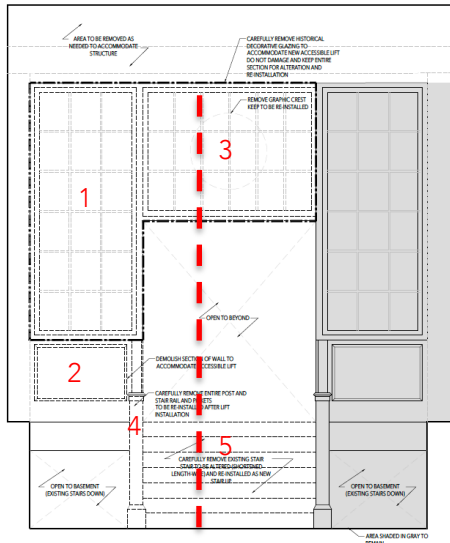 AREA TO BE REMOVED AS
NEEDED TO ACCOMMODATE
STRUCTURE
CAREFULLY REMOVE HISTORICAL
DECORATIVE GLAZING TO
ACCOMMODATE NEW ACCESSIBLE LIFT
DO NOT DAMAGE AND KEEP ENTIRE
SECTION FOR ALTERATION AND
RE-INSTALLATION
REMOVE GRAPHIC CREST
KEEP TO BE RE-INSTALLED
3
1
OPEN TO BEYOND
DEMOLISH SECTION OF WALL TO
ACCOMMODATE ACCESSIBLE LIFT
2
CAREFULLY REMOVE ENTIRE POST AND
STAIR RAIL AND
TO BE RE-INSTALLED AFTER LIFT
INSTALLATION
4
5
CAREFULLY REMOVE EXISTING STAIR
STAIR TO BE ALTERED (SHORTENED
LENGTH-WISE) AND RE-INSTALLED AS NEW
STAIR UP
OPEN TO BASEMENT
(EXISTING STAIRS DOWN)
OPEN TO BASEMENT
(EXISTING STAIRS DOWN)
AREA SHADED IN GRAY TO